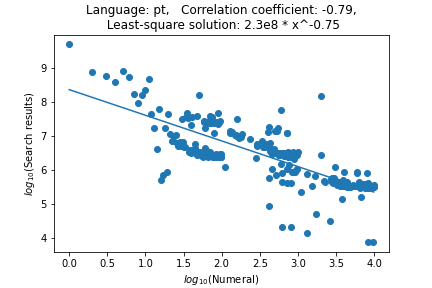 Language: pt,   Correlation coefficient: -0.79,
Least-square solution: 2.3e8 * x^-0.75
log₁₀(Search results)
9
8
7
6
5
4
0.0 0.5 1.0 1.5 2.0 2.5 3.0 3.5 4.0
log₁₀(Numeral)